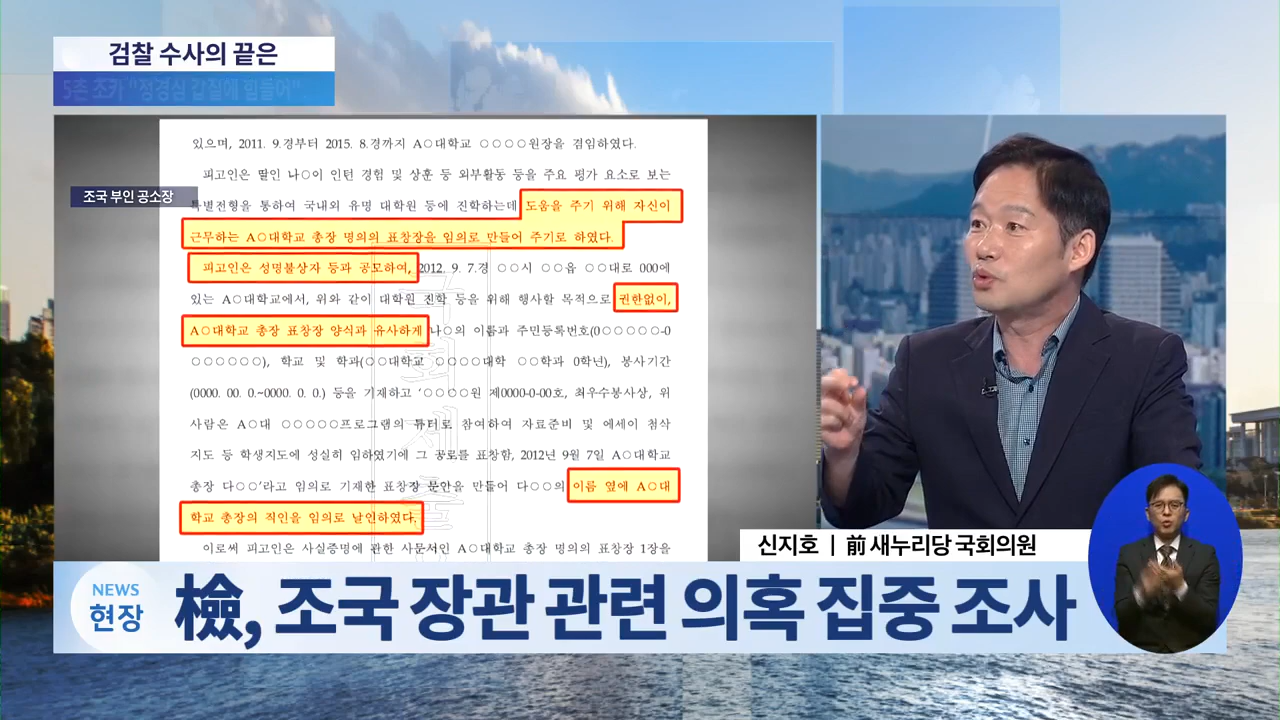 검찰 수사의 끝은
5촌 조카 "정경심 갑질에 힘들어"
조국 부인 공소장
있으며, 2011. 9.경부터 2015. 8.경까지 A○대학교 ○○○○원장을 겸임하였다.
피고인은 딸인 나○이 인턴 경험 및 상훈 등 외부활동 등을 주요 평가 요소로 보는
특별전형을 통하여 국내외 유명 대학원 등에 진학하는데 도움을 주기 위해 자신이
근무하는 A○대학교 총장 명의의 표창장을 임의로 만들어 주기로 하였다.
피고인은 성명불상자 등과 공모하여, 2012. 9. 7.경 ○○시 ○○읍 ○○대로 000에
있는 A○대학교에서, 위와 같이 대학원 진학 등을 위해 행사할 목적으로 권한없이,
A○대학교 총장 표창장 양식과 유사하게 나○의 이름과 주민등록번호(0○○○○○-0
○○○○○○), 학교 및 학과(○○대학교 ○○○○대학 ○○학과 0학년), 봉사기간
(0000. 00. 0.~0000. 0. 0.) 등을 기재하고 '○○○○원 제0000-0-00호, 최우수봉사상, 위
사람은 A○대 ○○○○○프로그램의 튜터로 참여하여 자료준비 및 에세이 첨삭
지도 등 학생지도에 성실히 임하였기에 그 공로를 표창함, 2012년 9월 7일 A○대학교
총장 다○○'라고 임의로 기재한 표창장 문안을 만들어 다○○의 이름 옆에 A○대
학교 총장의 직인을 임의로 날인하였다.
이로써 피고인은 사실증명에 관한 사문서인 A○대학교 총장 명의의 표창장 1장을
국회제출
신지호 | 前 새누리당 국회의원
NEWS
현장
檢, 조국 장관 관련 의혹 집중 조사